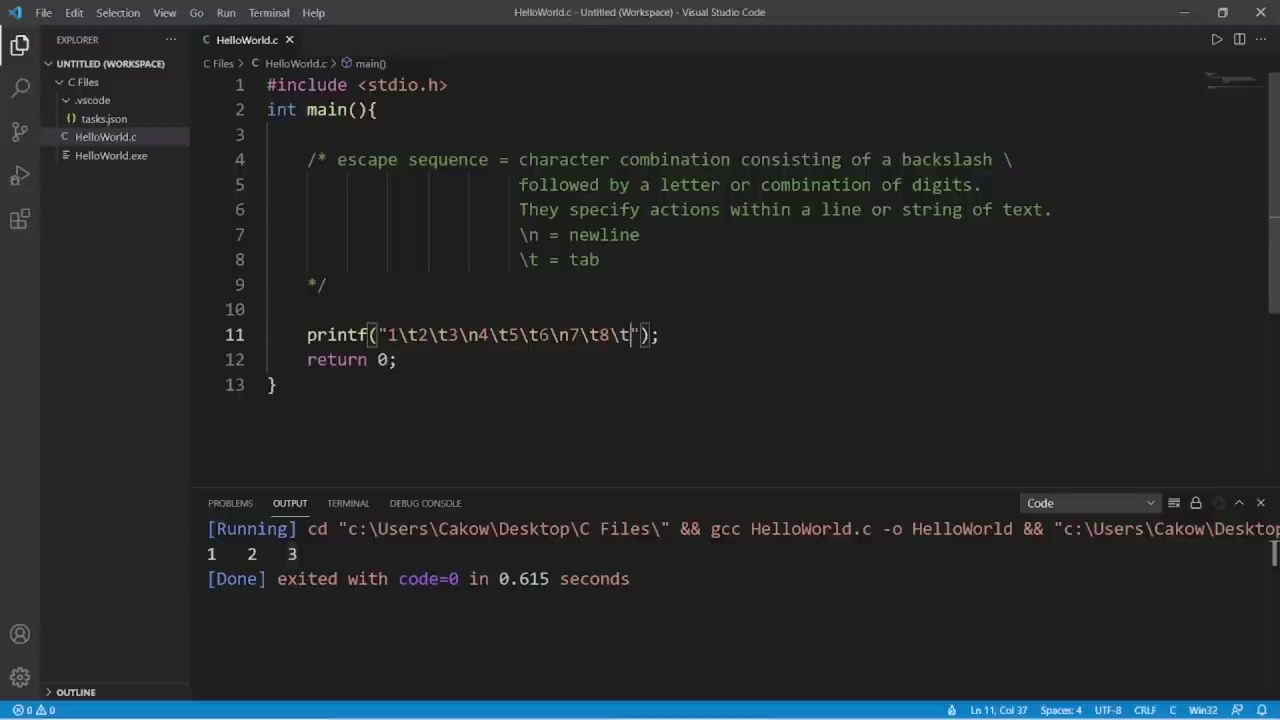 File Edit Selection View Go Run Terminal Help
HelloWorld.c - Untitled (Workspace) - Visual Studio Code
EXPLORER
UNTITLED (WORKSPACE)
C Files
.vscode
{} tasks.json
C HelloWorld.c
HelloWorld.exe
OUTLINE
C HelloWorld.c
C Files > C HelloWorld.c > main()
1 #include <stdio.h>
2 int main(){
3
4 /* escape sequence = character combination consisting of a backslash \
5 followed by a letter or combination of digits.
6 They specify actions within a line or string of text.
7 \n = newline
8 \t = tab
9 */
10
11 printf("1\t2\t3\n4\t5\t6\n7\t8\t");
12 return 0;
13 }
PROBLEMS OUTPUT TERMINAL DEBUG CONSOLE
Code
[Running] cd "c:\Users\Cakow\Desktop\C Files\" && gcc HelloWorld.c -o HelloWorld && "c:\Users\Cakow\Desktop
1 2 3
[Done] exited with code=0 in 0.615 seconds
0 0
Ln 11, Col 37 Spaces: 4 UTF-8 CRLF C Win32